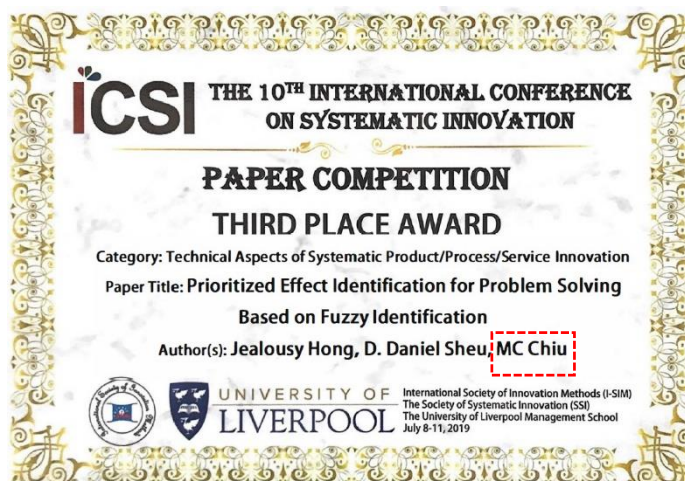 iCSI
THE 10TH INTERNATIONAL CONFERENCE
ON SYSTEMATIC INNOVATION
PAPER COMPETITION
THIRD PLACE AWARD
Category: Technical Aspects of Systematic Product/Process/Service Innovation
Paper Title: Prioritized Effect Identification for Problem Solving
Based on Fuzzy Identification
Author(s): Jealousy Hong, D. Daniel Sheu, MC Chiu
UNIVERSITY OF
LIVERPOOL
International Society of Innovation Methods (I-SIM)
The Society of Systematic Innovation (SSI)
The University of Liverpool Management School
July 8-11, 2019